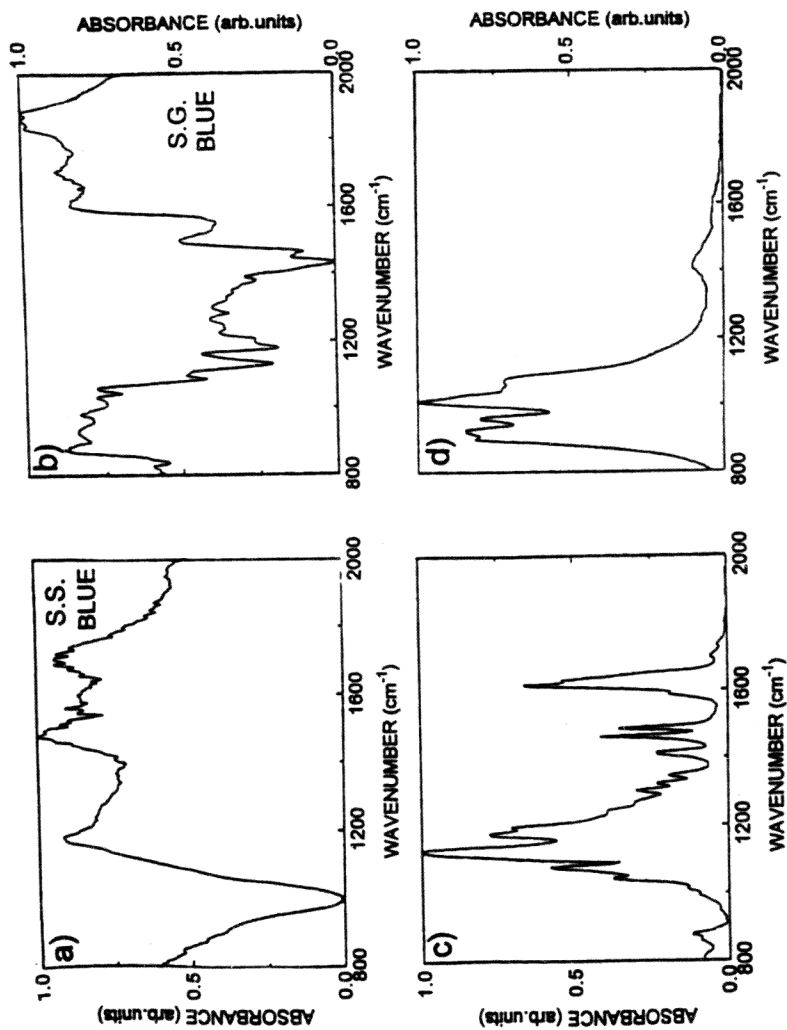 a)
S.S.
BLUE
ABSORBANCE (arb.units)
1.0
0.5
0.0
800
1200
1600
2000
WAVENUMBER (cm⁻¹)
b)
S.G.
BLUE
ABSORBANCE (arb.units)
1.0
0.5
0.0
800
1200
1600
2000
WAVENUMBER (cm⁻¹)
c)
ABSORBANCE (arb.units)
1.0
0.5
0.0
800
1200
1600
2000
WAVENUMBER (cm⁻¹)
d)
ABSORBANCE (arb.units)
1.0
0.5
0.0
800
1200
1600
2000
WAVENUMBER (cm⁻¹)